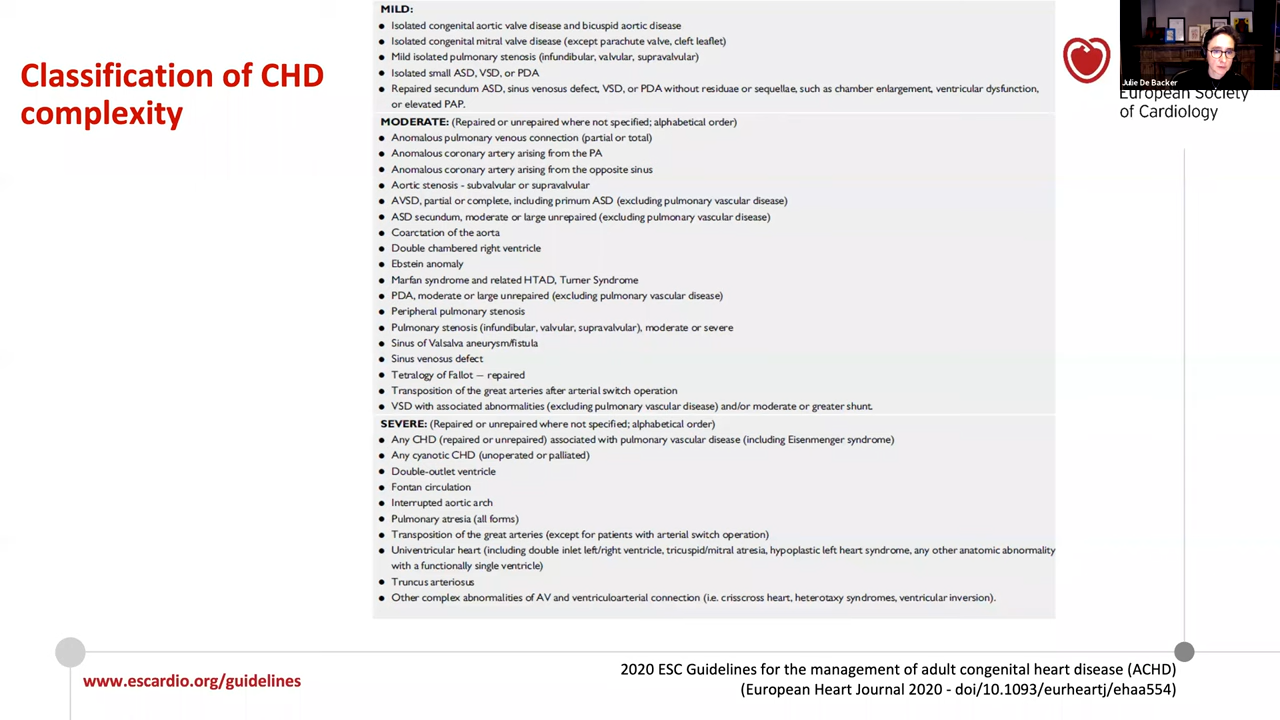 Classification of CHD
complexity
MILD:
● Isolated congenital aortic valve disease and bicuspid aortic disease
● Isolated congenital mitral valve disease (except parachute valve, cleft leaflet)
● Mild isolated pulmonary stenosis (infundibular, valvular, supravalvular)
● Isolated small ASD, VSD, or PDA
● Repaired secundum ASD, sinus venosus defect, VSD, or PDA without residuae or sequellae, such as chamber enlargement, ventricular dysfunction,
or elevated PAP.
MODERATE: (Repaired or unrepaired where not specified; alphabetical order)
● Anomalous pulmonary venous connection (partial or total)
● Anomalous coronary artery arising from the PA
● Anomalous coronary artery arising from the opposite sinus
● Aortic stenosis - subvalvular or supravalvular
● AVSD, partial or complete, including primum ASD (excluding pulmonary vascular disease)
● ASD secundum, moderate or large unrepaired (excluding pulmonary vascular disease)
● Coarctation of the aorta
● Double chambered right ventricle
● Ebstein anomaly
● Marfan syndrome and related HTAD, Turner Syndrome
● PDA, moderate or large unrepaired (excluding pulmonary vascular disease)
● Peripheral pulmonary stenosis
● Pulmonary stenosis (infundibular, valvular, supravalvular), moderate or severe
● Sinus of Valsalva aneurysm/fistula
● Sinus venosus defect
● Tetralogy of Fallot — repaired
● Transposition of the great arteries after arterial switch operation
● VSD with associated abnormalities (excluding pulmonary vascular disease) and/or moderate or greater shunt.
SEVERE: (Repaired or unrepaired where not specified; alphabetical order)
● Any CHD (repaired or unrepaired) associated with pulmonary vascular disease (including Eisenmenger syndrome)
● Any cyanotic CHD (unoperated or palliated)
● Double-outlet ventricle
● Fontan circulation
● Interrupted aortic arch
● Pulmonary atresia (all forms)
● Transposition of the great arteries (except for patients with arterial switch operation)
● Univentricular heart (including double inlet left/right ventricle, tricuspid/mitral atresia, hypoplastic left heart syndrome, any other anatomic abnormality
with a functionally single ventricle)
● Truncus arteriosus
● Other complex abnormalities of AV and ventriculoarterial connection (i.e. crisscross heart, heterotaxy syndromes, ventricular inversion).
Julie De Backer
European Society
of Cardiology
www.escardio.org/guidelines
2020 ESC Guidelines for the management of adult congenital heart disease (ACHD)
(European Heart Journal 2020 - doi/10.1093/eurheartj/ehaa554)